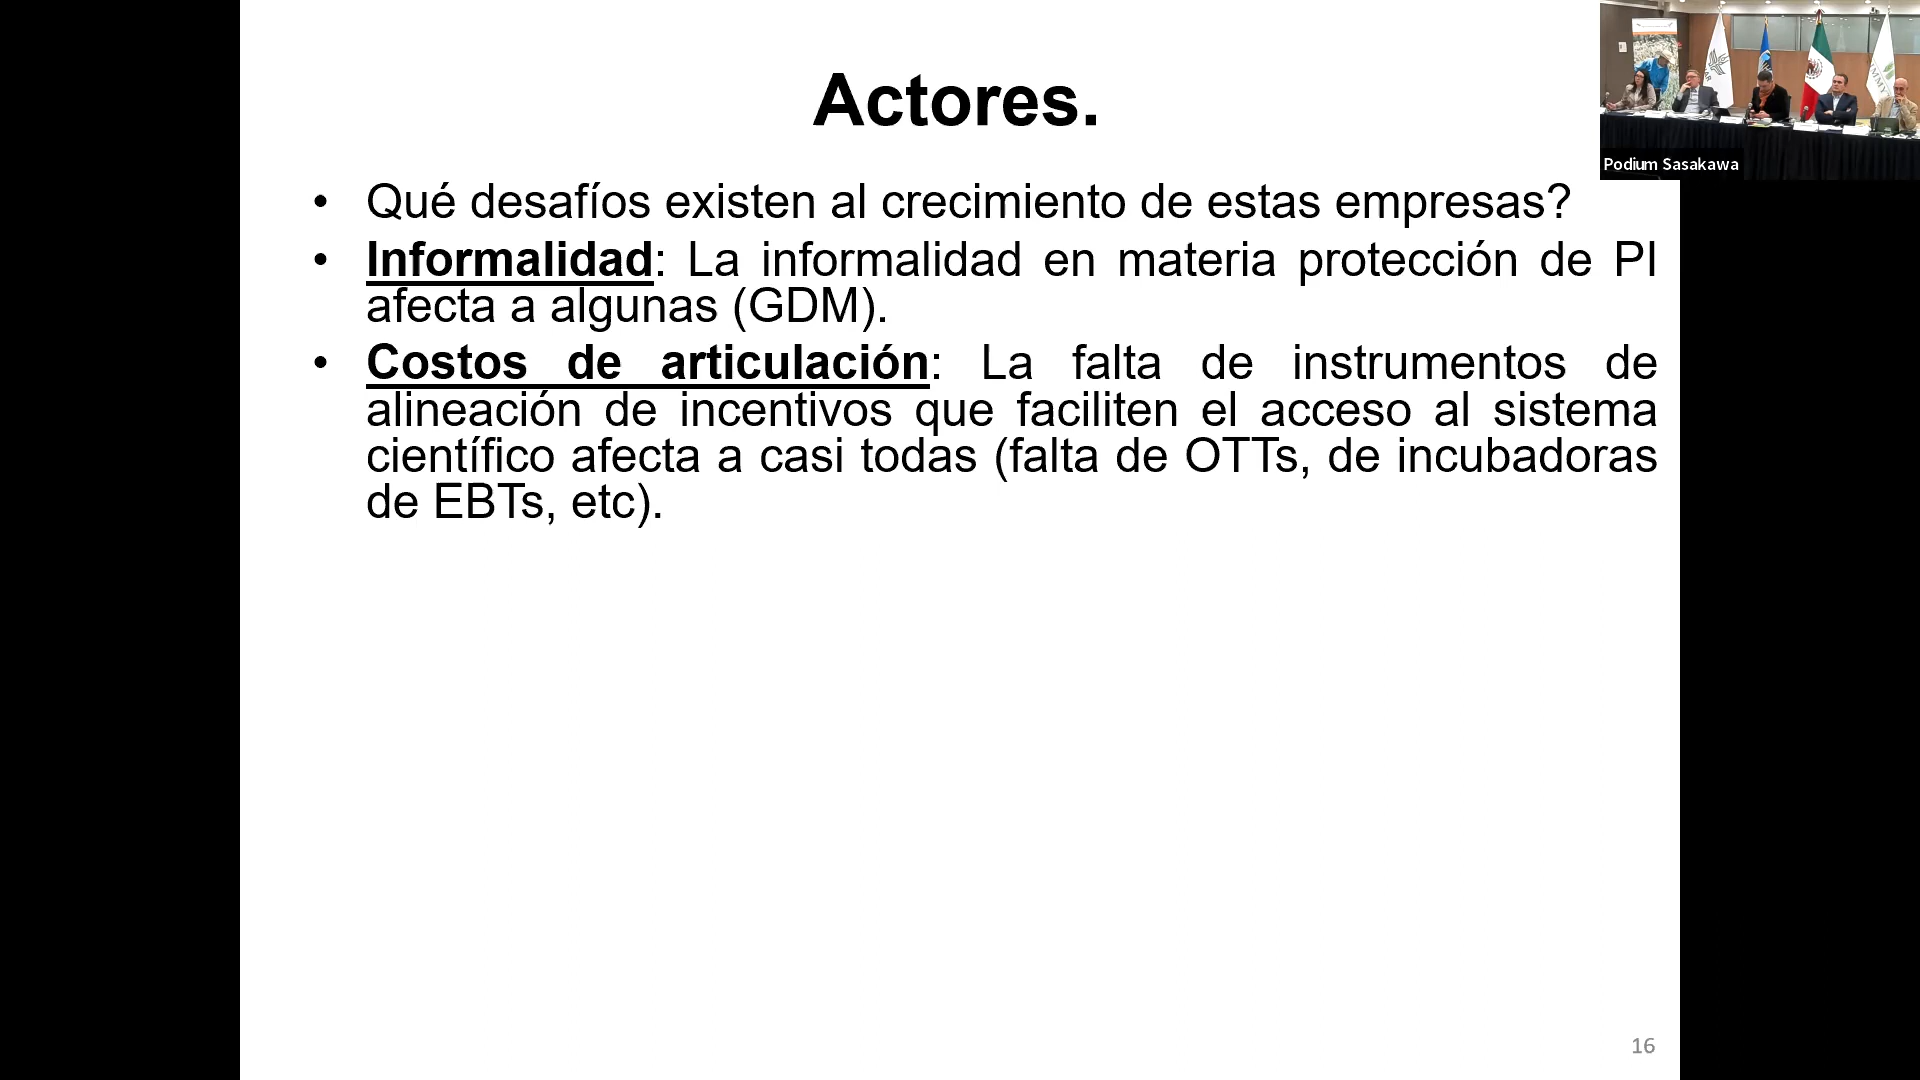 Actores.
• Qué desafíos existen al crecimiento de estas empresas?
• Informalidad: La informalidad en materia protección de PI
afecta a algunas (GDM).
• Costos de articulación: La falta de instrumentos de
alineación de incentivos que faciliten el acceso al sistema
científico afecta a casi todas (falta de OTTs, de incubadoras
de EBTs, etc).
Podium Sasakawa
16